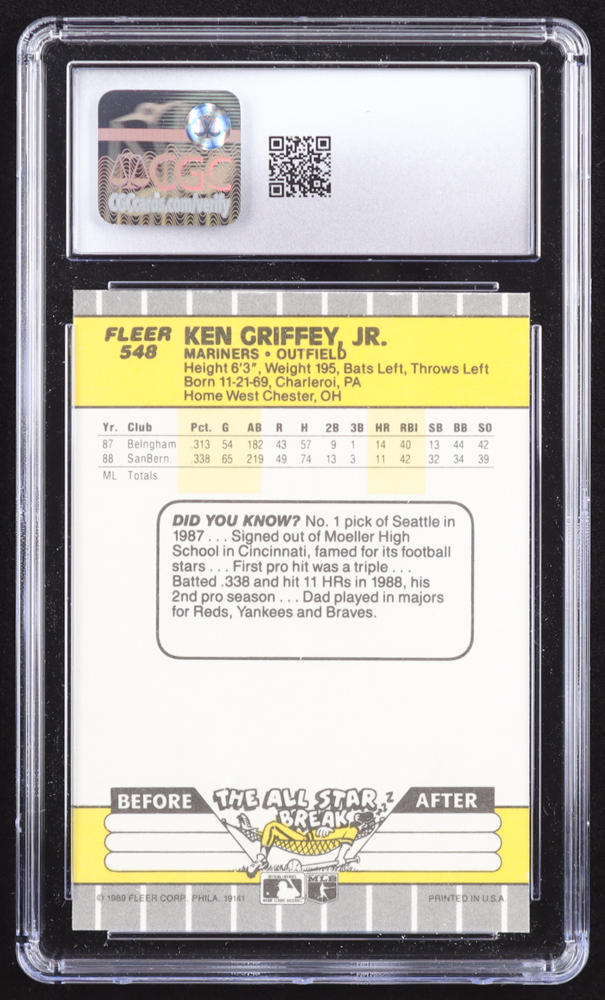 CGC
CGCcards.com/verify
FLEER
548
KEN GRIFFEY, JR.
MARINERS • OUTFIELD
Height 6'3", Weight 195, Bats Left, Throws Left
Born 11-21-69, Charleroi, PA
Home West Chester, OH
Yr. Club Pct. G AB R H 2B 3B HR RBI SB BB SO
87 Belngham .313 54 182 43 57 9 1 14 40 13 44 42
88 SanBern. .338 65 219 49 74 13 3 11 42 32 34 39
ML Totals
DID YOU KNOW? No. 1 pick of Seattle in
1987 . . . Signed out of Moeller High
School in Cincinnati, famed for its football
stars . . . First pro hit was a triple . . .
Batted .338 and hit 11 HRs in 1988, his
2nd pro season . . . Dad played in majors
for Reds, Yankees and Braves.
BEFORE THE ALL STAR BREAK zzZ AFTER
MLB
© 1989 FLEER CORP. PHILA. 19141 PRINTED IN U.S.A.